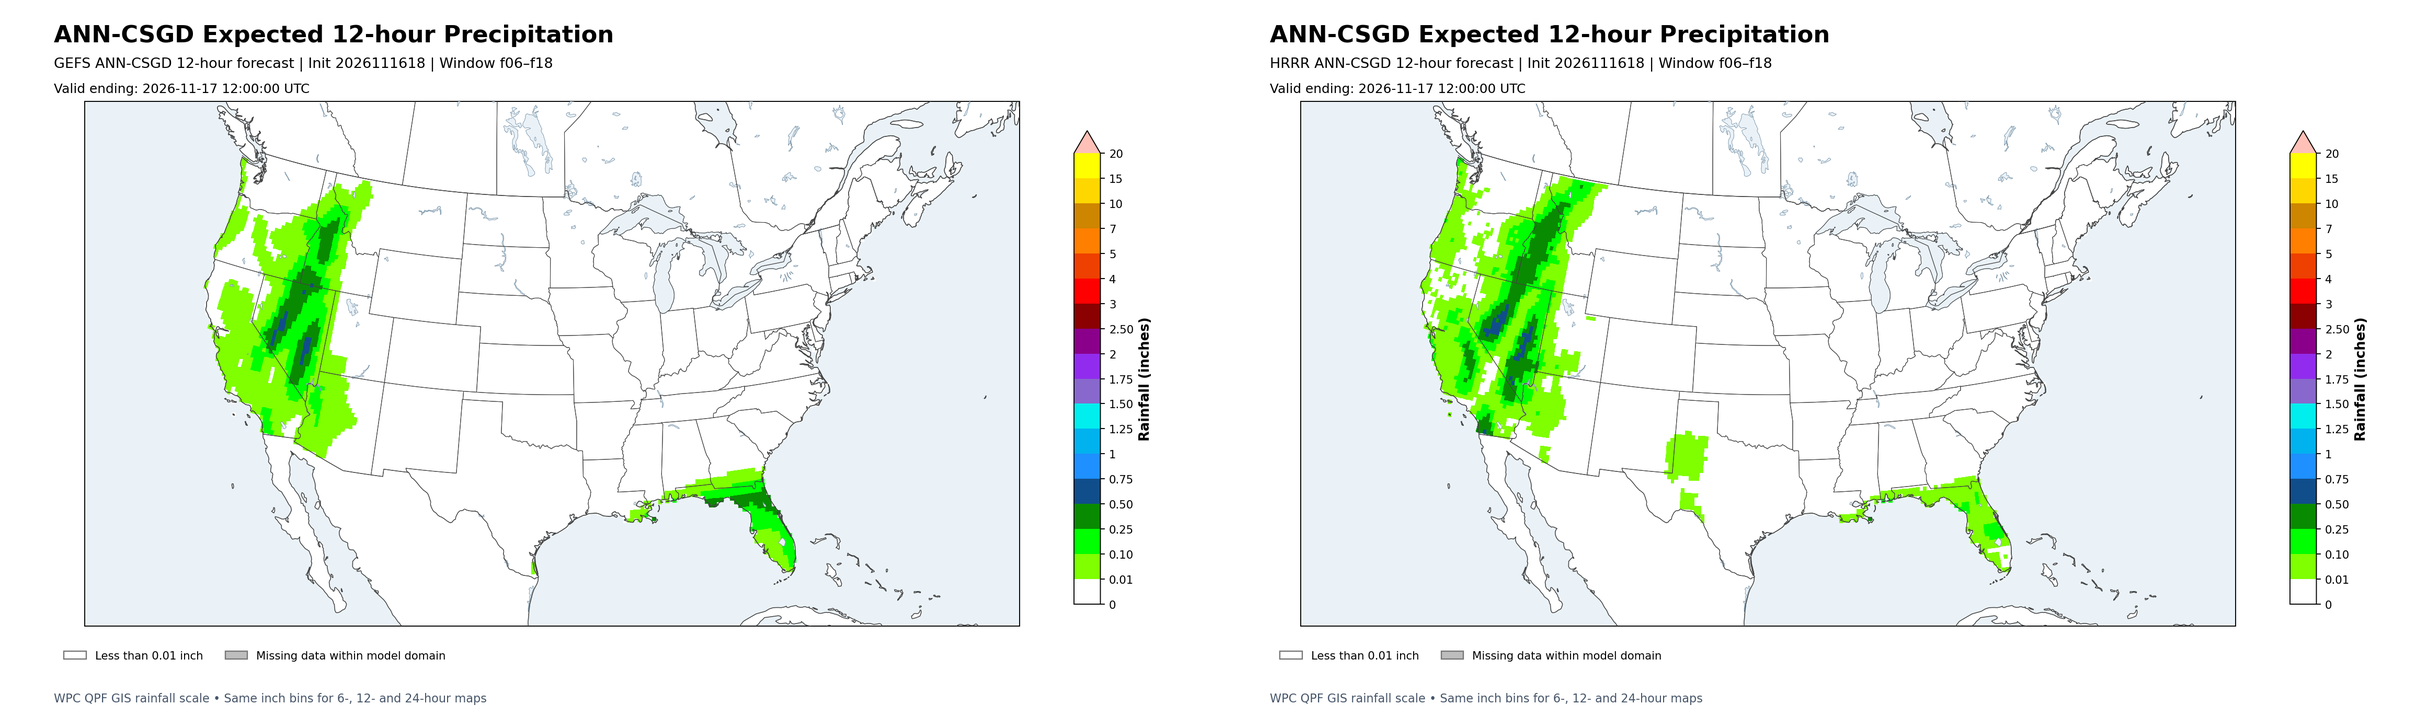 ANN-CSGD Expected 12-hour Precipitation
GEFS ANN-CSGD 12-hour forecast | Init 2026111618 | Window f06–f18
Valid ending: 2026-11-17 12:00:00 UTC
20
15
10
7
5
4
3
2.50
2
1.75
1.50
1.25
1
0.75
0.50
0.25
0.10
0.01
0
Rainfall (inches)
Less than 0.01 inch
Missing data within model domain
WPC QPF GIS rainfall scale • Same inch bins for 6-, 12- and 24-hour maps
ANN-CSGD Expected 12-hour Precipitation
HRRR ANN-CSGD 12-hour forecast | Init 2026111618 | Window f06–f18
Valid ending: 2026-11-17 12:00:00 UTC
20
15
10
7
5
4
3
2.50
2
1.75
1.50
1.25
1
0.75
0.50
0.25
0.10
0.01
0
Rainfall (inches)
Less than 0.01 inch
Missing data within model domain
WPC QPF GIS rainfall scale • Same inch bins for 6-, 12- and 24-hour maps